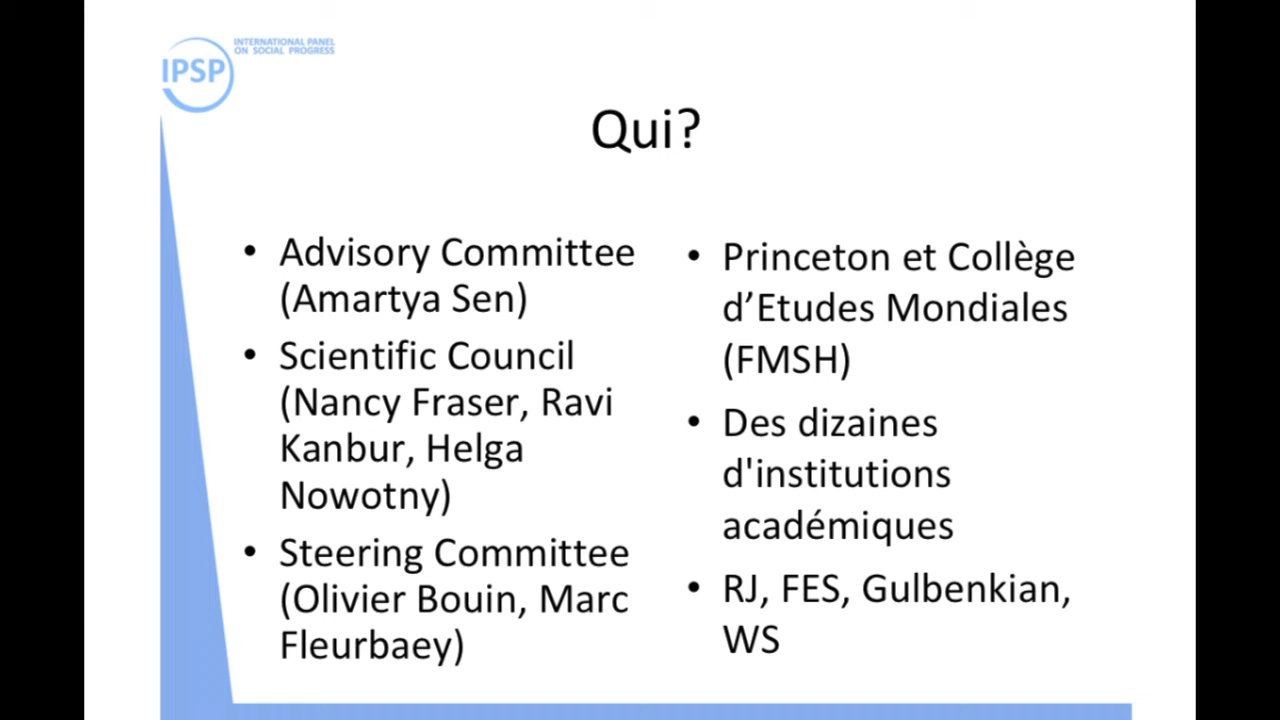 INTERNATIONAL PANEL
ON SOCIAL PROGRESS
IPSP
Qui?
• Advisory Committee
(Amartya Sen)
• Scientific Council
(Nancy Fraser, Ravi
Kanbur, Helga
Nowotny)
• Steering Committee
(Olivier Bouin, Marc
Fleurbaey)
• Princeton et Collège
d’Etudes Mondiales
(FMSH)
• Des dizaines
d'institutions
académiques
• RJ, FES, Gulbenkian,
WS